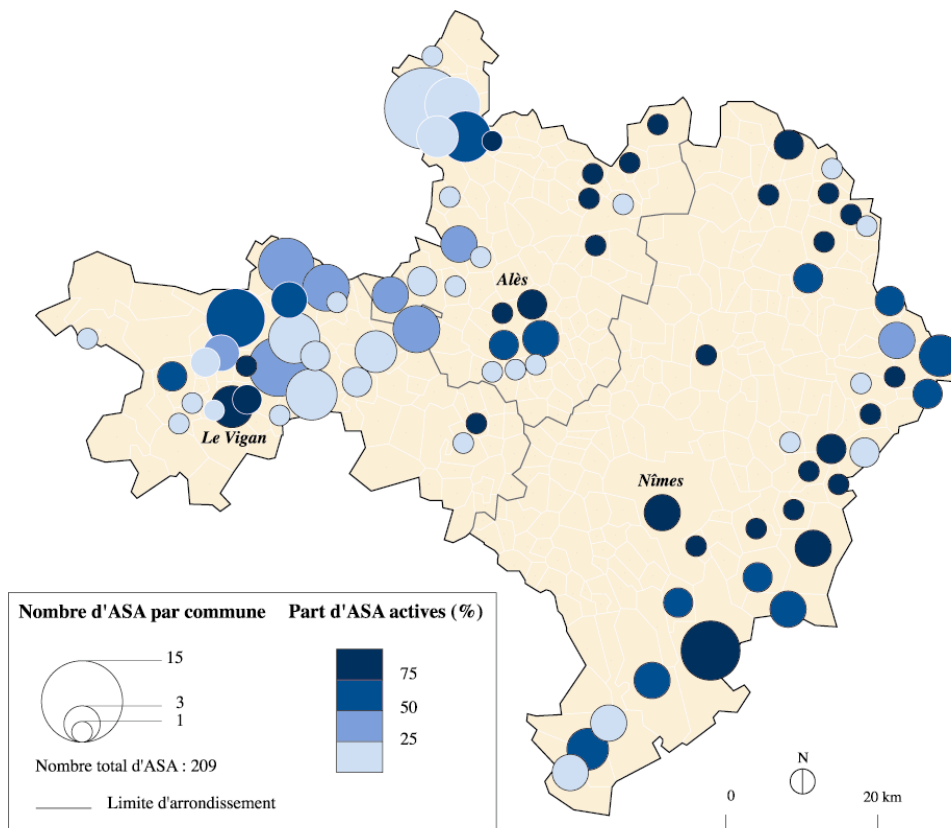 Alès
Le Vigan
Nîmes
Nombre d'ASA par commune
15
3
1
Nombre total d'ASA : 209
Limite d'arrondissement
Part d'ASA actives (%)
75
50
25
N
0
20 km